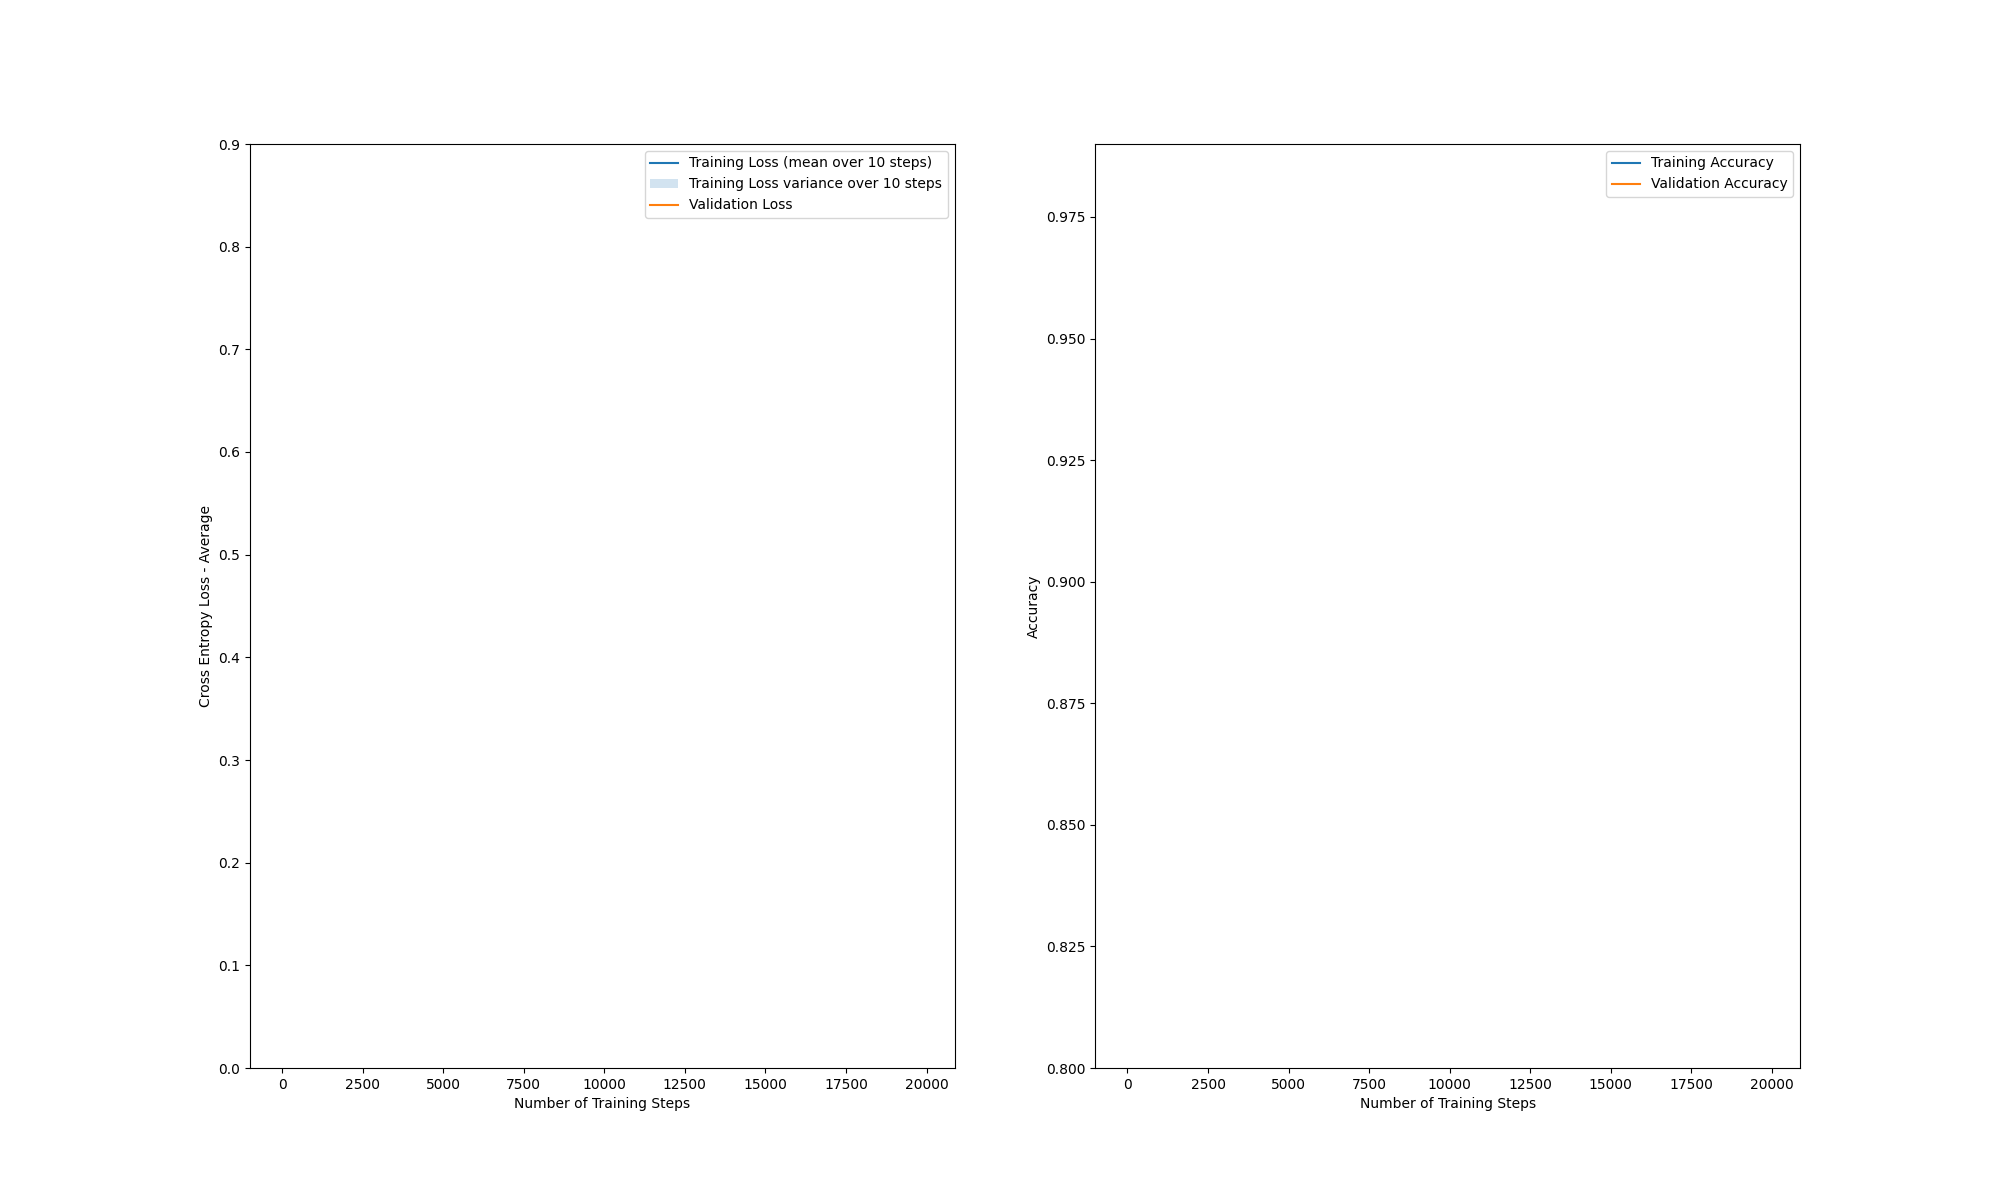 0.9
0.8
0.7
0.6
0.5
0.4
0.3
0.2
0.1
0.0
Cross Entropy Loss - Average
Training Loss (mean over 10 steps)
Training Loss variance over 10 steps
Validation Loss
0 2500 5000 7500 10000 12500 15000 17500 20000
Number of Training Steps
0.975
0.950
0.925
0.900
0.875
0.850
0.825
0.800
Accuracy
Training Accuracy
Validation Accuracy
0 2500 5000 7500 10000 12500 15000 17500 20000
Number of Training Steps